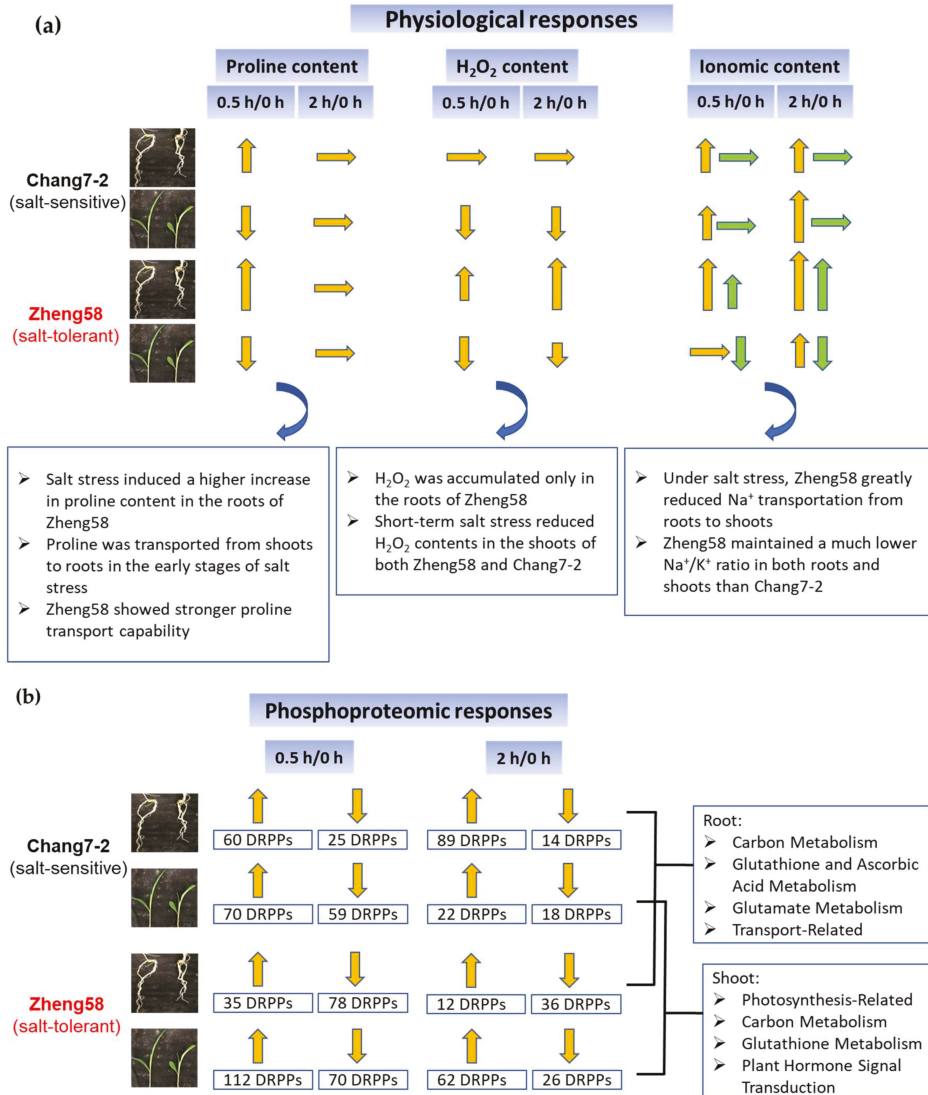 (a)
Physiological responses
Proline content
H₂O₂ content
Ionomic content
0.5 h/0 h
2 h/0 h
0.5 h/0 h
2 h/0 h
0.5 h/0 h
2 h/0 h
Chang7-2
(salt-sensitive)
Zheng58
(salt-tolerant)
➢ Salt stress induced a higher increase
in proline content in the roots of
Zheng58
➢ Proline was transported from shoots
to roots in the early stages of salt
stress
➢ Zheng58 showed stronger proline
transport capability
➢ H₂O₂ was accumulated only in
the roots of Zheng58
➢ Short-term salt stress reduced
H₂O₂ contents in the shoots of
both Zheng58 and Chang7-2
➢ Under salt stress, Zheng58 greatly
reduced Na⁺ transportation from
roots to shoots
➢ Zheng58 maintained a much lower
Na⁺/K⁺ ratio in both roots and
shoots than Chang7-2
(b)
Phosphoproteomic responses
0.5 h/0 h
2 h/0 h
Chang7-2
(salt-sensitive)
60 DRPPs
25 DRPPs
89 DRPPs
14 DRPPs
70 DRPPs
59 DRPPs
22 DRPPs
18 DRPPs
Zheng58
(salt-tolerant)
35 DRPPs
78 DRPPs
12 DRPPs
36 DRPPs
112 DRPPs
70 DRPPs
62 DRPPs
26 DRPPs
Root:
➢ Carbon Metabolism
➢ Glutathione and Ascorbic
Acid Metabolism
➢ Glutamate Metabolism
➢ Transport-Related
Shoot:
➢ Photosynthesis-Related
➢ Carbon Metabolism
➢ Glutathione Metabolism
➢ Plant Hormone Signal
Transduction